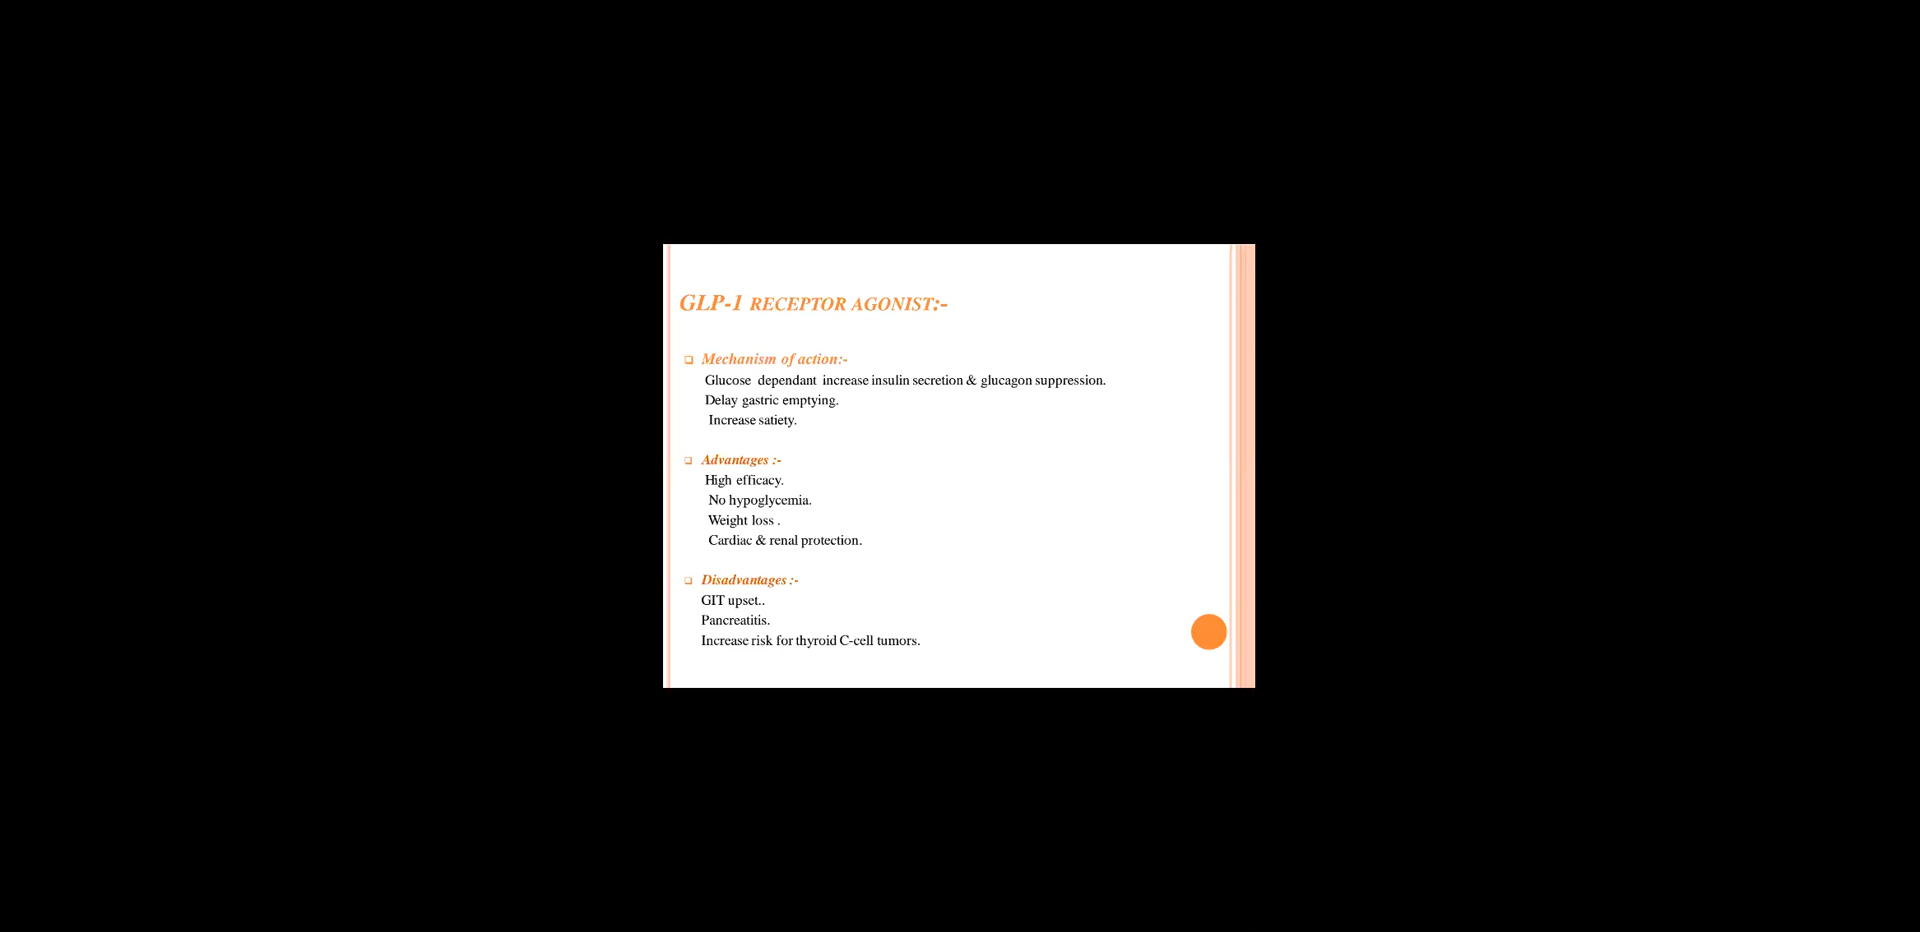 GLP-1 RECEPTOR AGONIST:-
Mechanism of action:-
Glucose dependant increase insulin secretion & glucagon suppression.
Delay gastric emptying.
Increase satiety.
Advantages :-
High efficacy.
No hypoglycemia.
Weight loss .
Cardiac & renal protection.
Disadvantages :-
GIT upset..
Pancreatitis.
Increase risk for thyroid C-cell tumors.